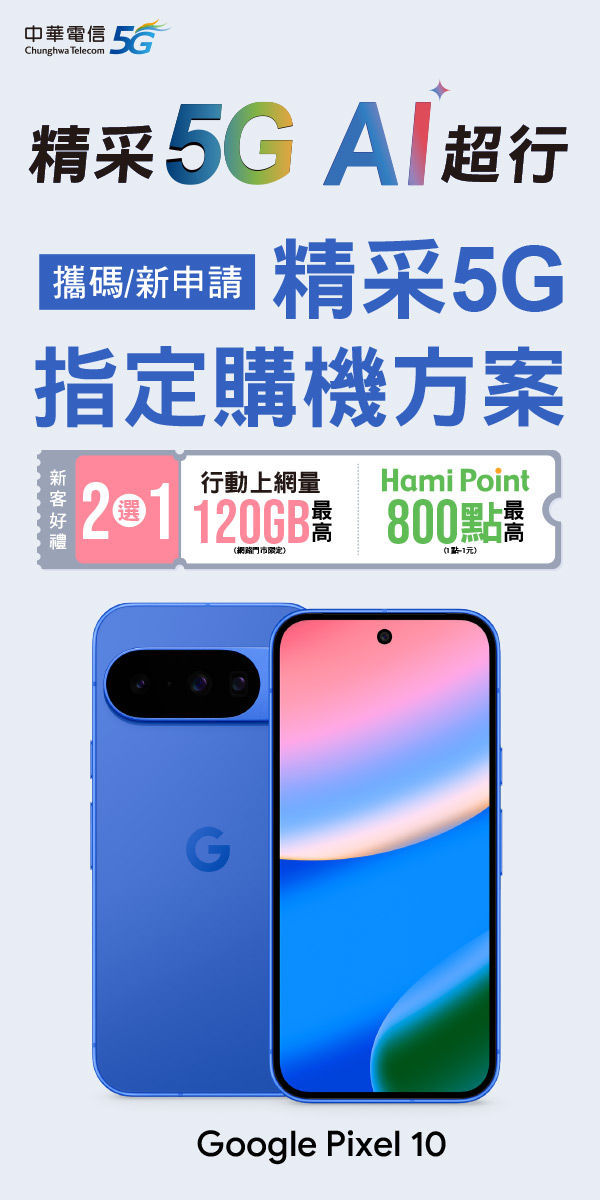 中華電信 5G
Chunghwa Telecom
精采5G AI超行
攜碼/新申請 精采5G
指定購機方案
新客好禮
2選1
行動上網量
120GB最高
(網路門市限定)
Hami Point
800點最高
(1點=1元)
G
Google Pixel 10